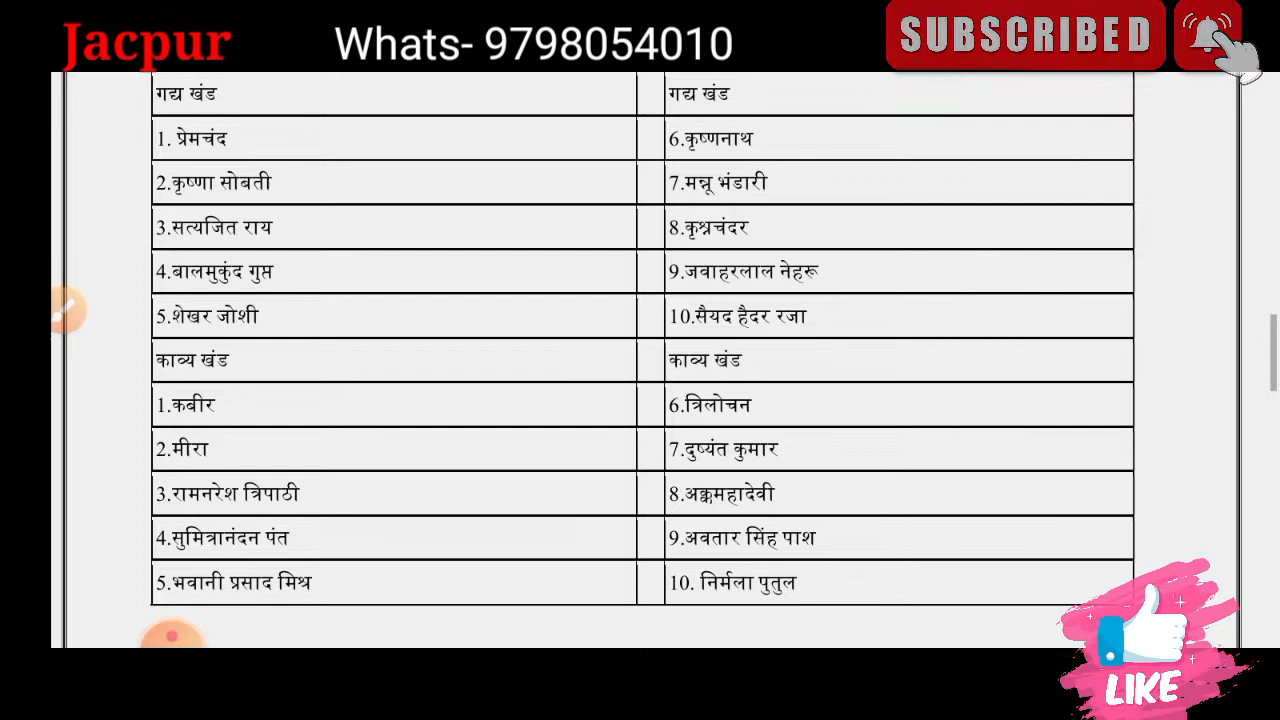 Jacpur Whats- 9798054010 SUBSCRIBED
गद्य खंड गद्य खंड
1. प्रेमचंद 6.कृष्णनाथ
2.कृष्णा सोबती 7.मन्नू भंडारी
3.सत्यजित राय 8.कृश्नचंदर
4.बालमुकुंद गुप्त 9.जवाहरलाल नेहरू
5.शेखर जोशी 10.सैयद हैदर रजा
काव्य खंड काव्य खंड
1.कबीर 6.त्रिलोचन
2.मीरा 7.दुष्यंत कुमार
3.रामनरेश त्रिपाठी 8.अक्कमहादेवी
4.सुमित्रानंदन पंत 9.अवतार सिंह पाश
5.भवानी प्रसाद मिश्र 10. निर्मला पुतुल
LIKE